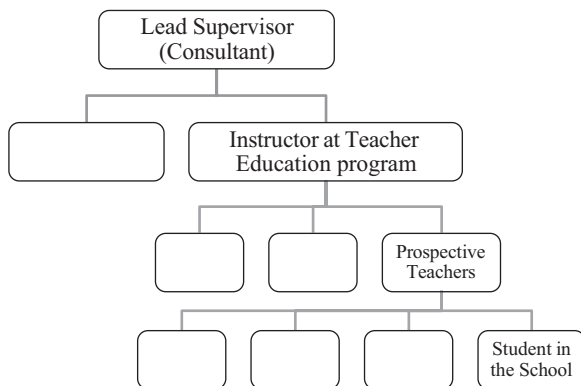 Lead Supervisor
(Consultant)
Instructor at Teacher
Education program
Prospective
Teachers
Student in
the School